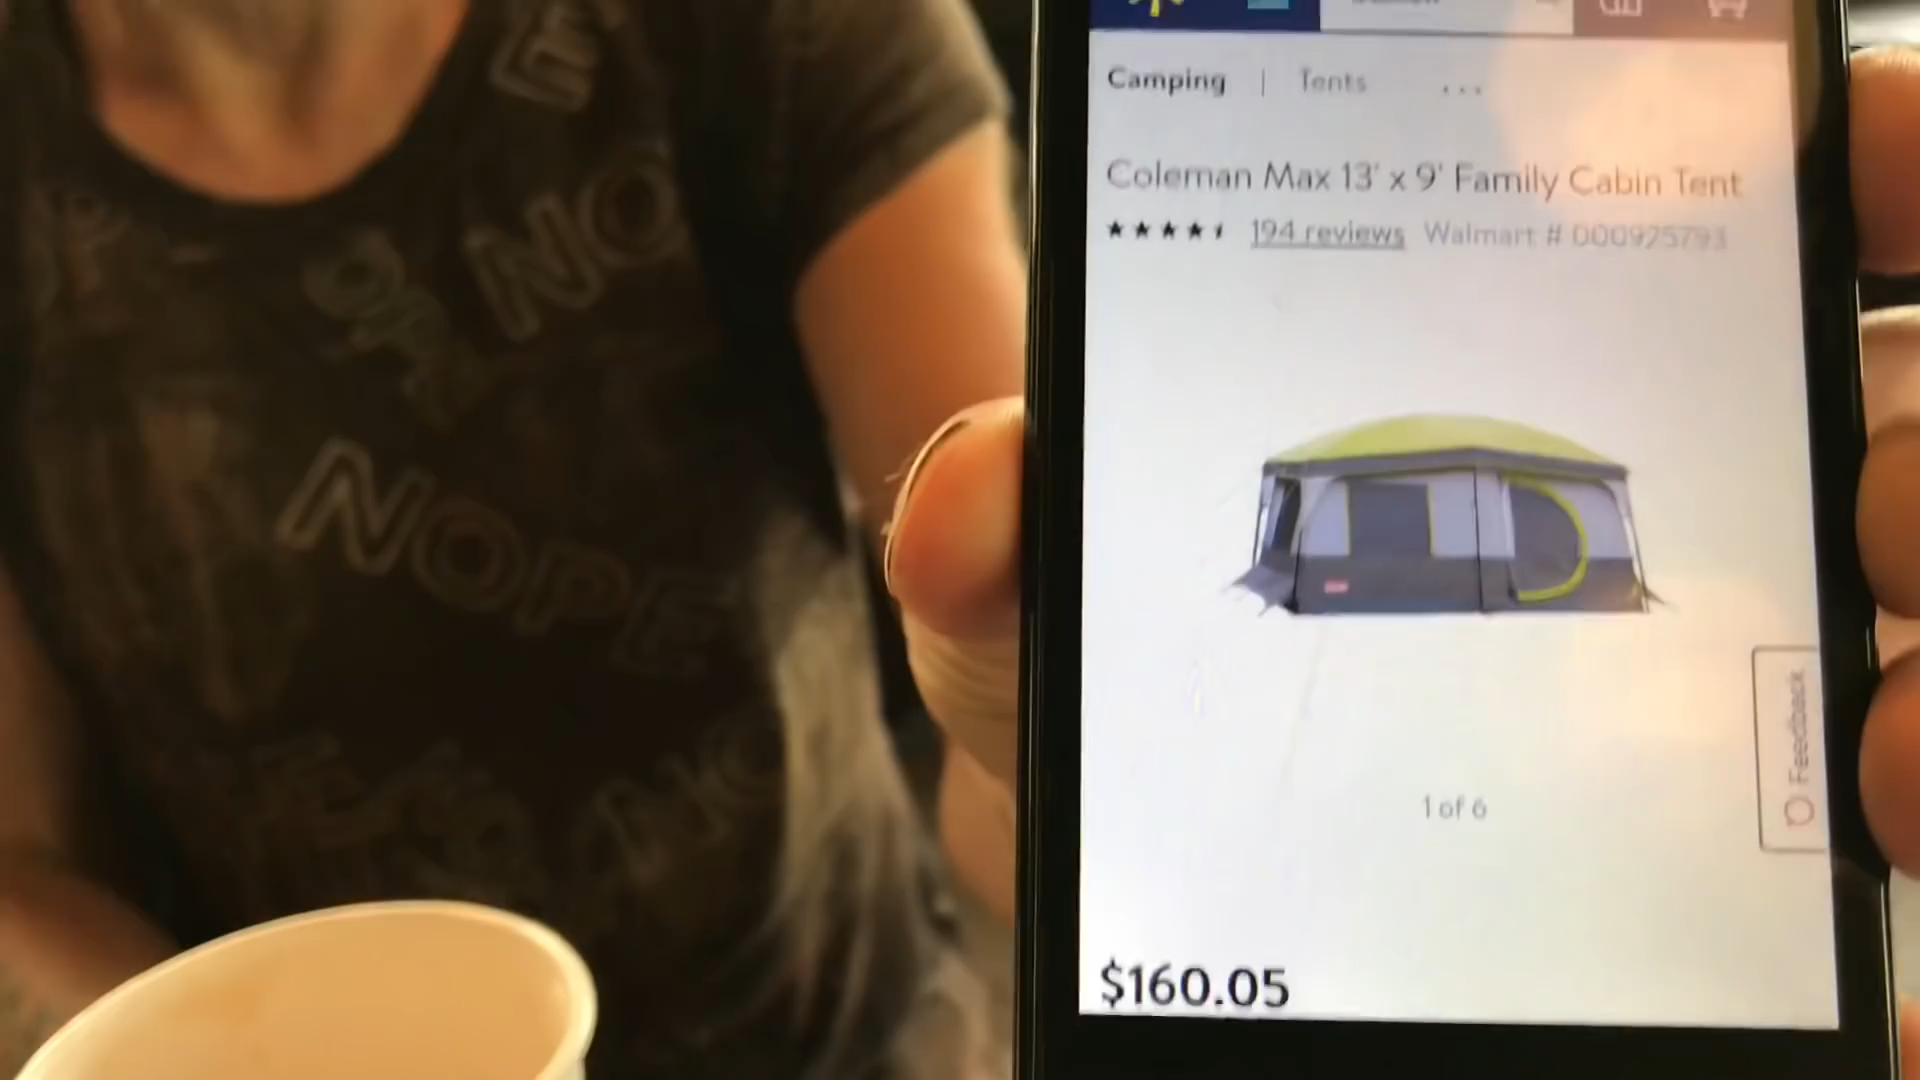 Camping | Tents ...
Coleman Max 13' x 9' Family Cabin Tent
194 reviews Walmart # 000925793
1 of 6
Feedback
$160.05
NO
NOPE